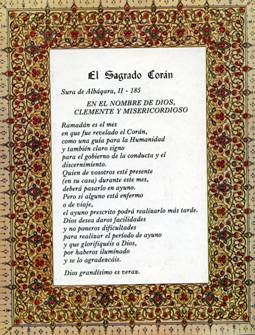 El Sagrado Corán
Sura de Albáqara, II - 185
EN EL NOMBRE DE DIOS,
CLEMENTE Y MISERICORDIOSO
Ramadán es el mes
en que fue revelado el Corán,
como una guía para la Humanidad
y también claro signo
para el gobierno de la conducta y el
discernimiento.
Quien de vosotros esté presente
(en su casa) durante este mes,
deberá pasarlo en ayuno.
Pero si alguno está enfermo
o de viaje,
el ayuno prescrito podrá realizarlo más tarde.
Dios desea daros facilidades
y no poneros dificultades
para realizar el período de ayuno
y que glorifiquéis a Dios,
por haberos iluminado
y se lo agradezcáis.
Dios grandísimo es veraz.